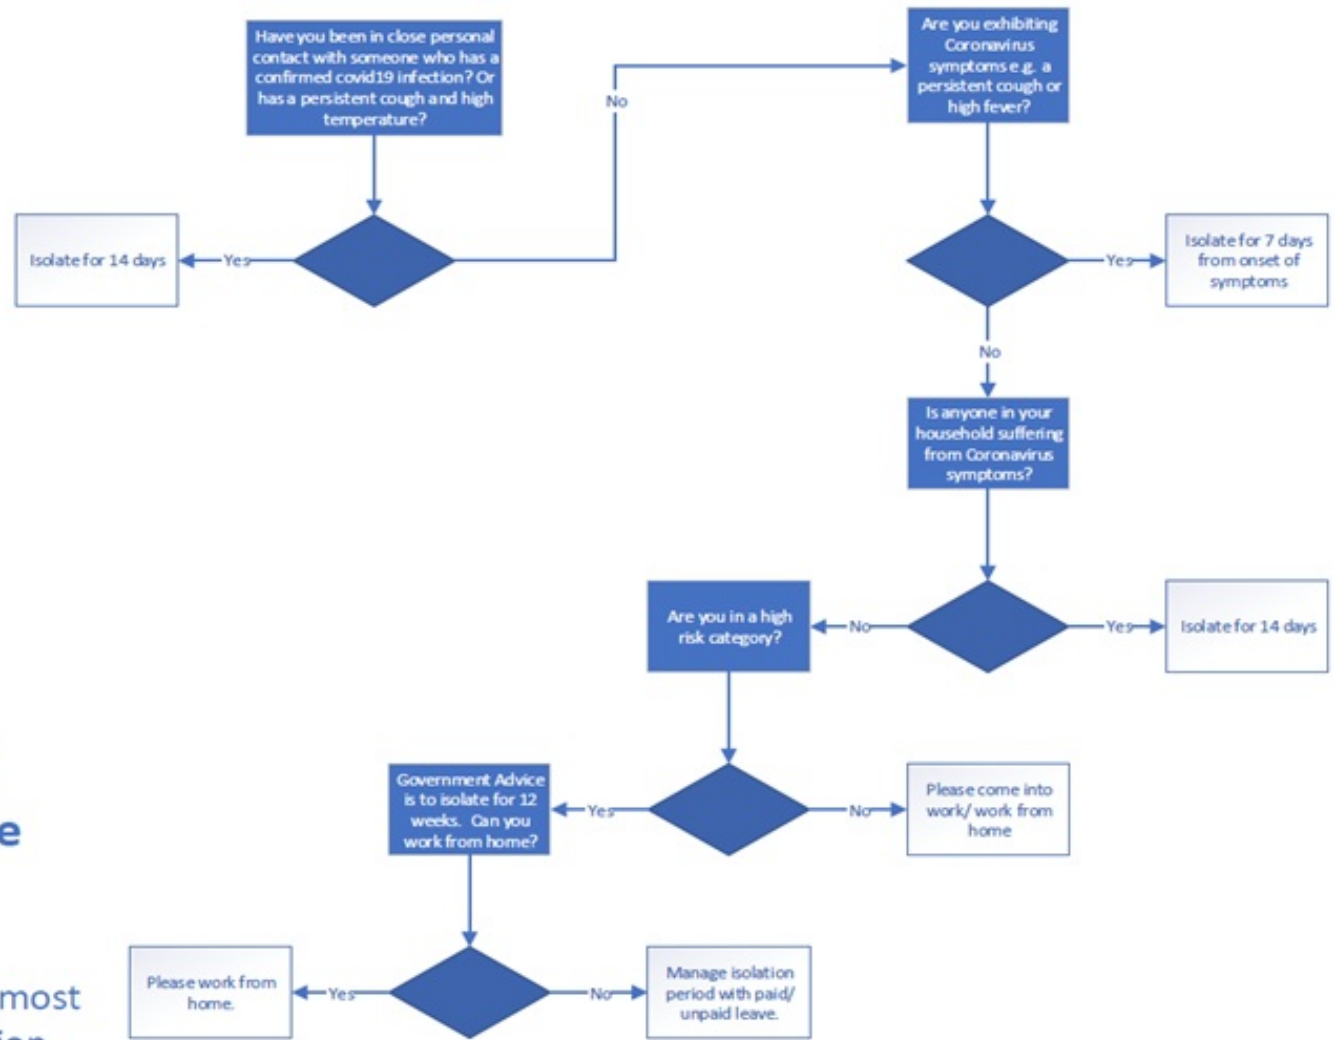 Have you been in close personal
contact with someone who has a
confirmed covid19 infection? Or
has a persistent cough and high
temperature?
Are you exhibiting
Coronavirus
symptoms e.g. a
persistent cough or
high fever?
No
Isolate for 14 days
Yes
Yes
Isolate for 7 days
from onset of
symptoms
No
Is anyone in your
household suffering
from Coronavirus
symptoms?
Are you in a high
risk category?
No
Yes
Isolate for 14 days
Government Advice
is to isolate for 12
weeks. Can you
work from home?
Yes
No
Please come into
work/ work from
home
Please work from
home.
Yes
No
Manage isolation
period with paid/
unpaid leave.
most